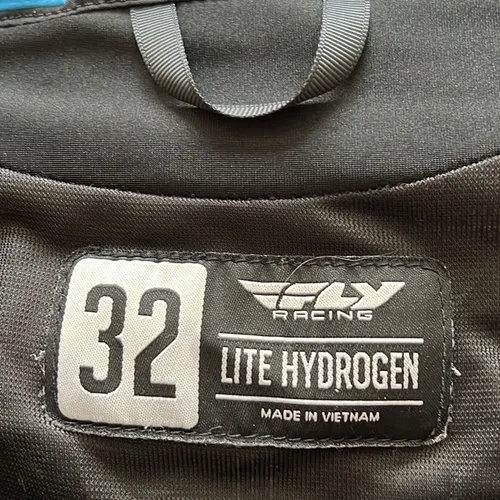 32
FLY
RACING
LITE HYDROGEN
MADE IN VIETNAM